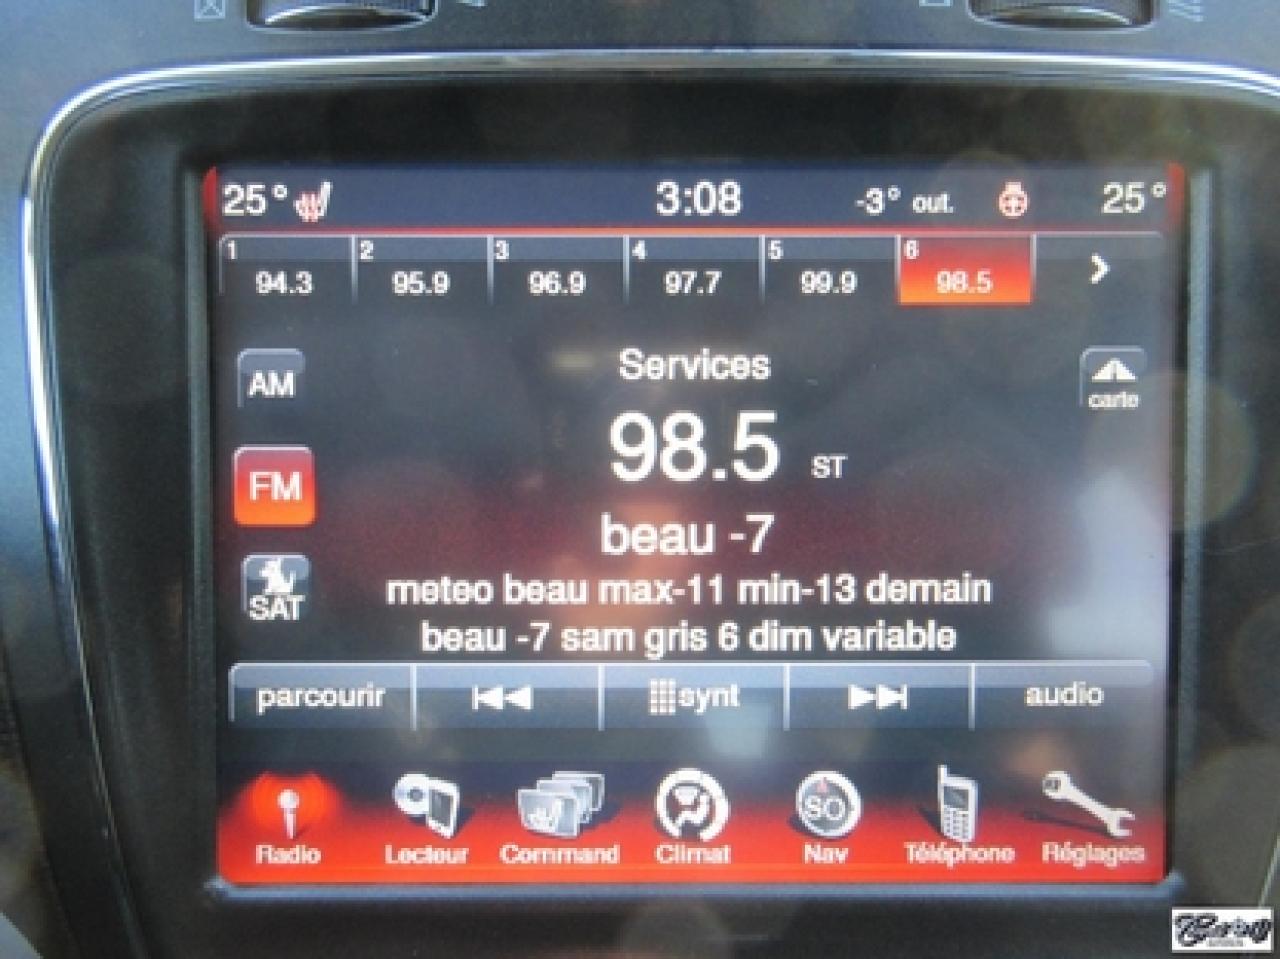 25° 3:08 -3° out. 25°
1 2 3 4 5 6
94.3 95.9 96.9 97.7 99.9 98.5
Services
AM
carte
98.5 ST
FM
beau -7
SAT
meteo beau max-11 min-13 demain
beau -7 sam gris 6 dim variable
parcourir synt audio
SO
Radio Lecteur Command Climat Nav Téléphone Réglages